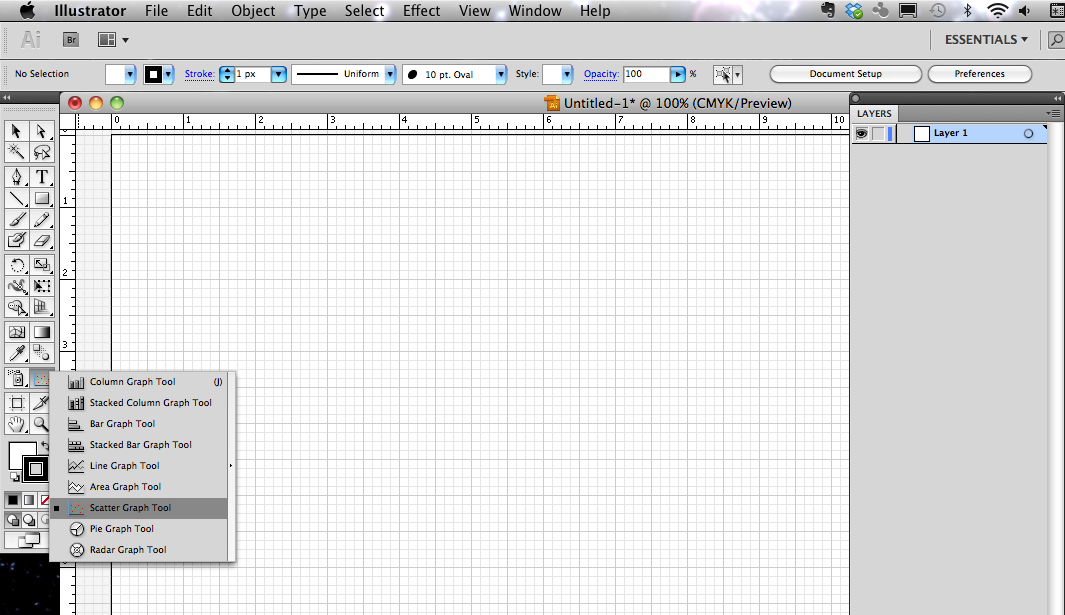 Illustrator File Edit Object Type Select Effect View Window Help
Ai Br ESSENTIALS
No Selection Stroke: 1 px Uniform 10 pt. Oval Style: Opacity: 100 % Document Setup Preferences
Untitled-1* @ 100% (CMYK/Preview)
LAYERS
0 1 2 3 4 5 6 7 8 9 10
Layer 1
T
1
2
3
Column Graph Tool (J)
Stacked Column Graph Tool
Bar Graph Tool
Stacked Bar Graph Tool
Line Graph Tool
Area Graph Tool
Scatter Graph Tool
Pie Graph Tool
Radar Graph Tool